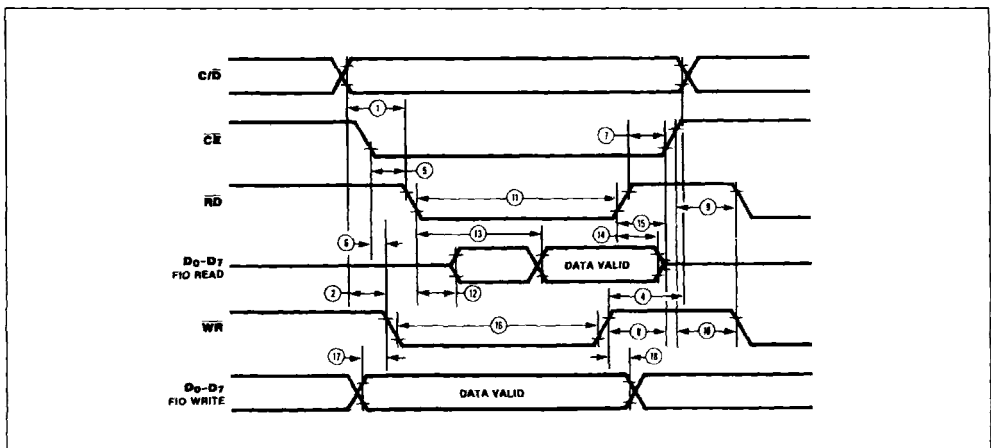 C/D̅
①
C̅E̅
⑦
⑤
R̅D̅
⑪
⑨
⑬
⑮
⑥
⑭
D₀-D₇
FIO READ
DATA VALID
②
⑫
④
W̅R̅
⑯
⑧
⑩
⑰
⑱
D₀-D₇
FIO WRITE
DATA VALID